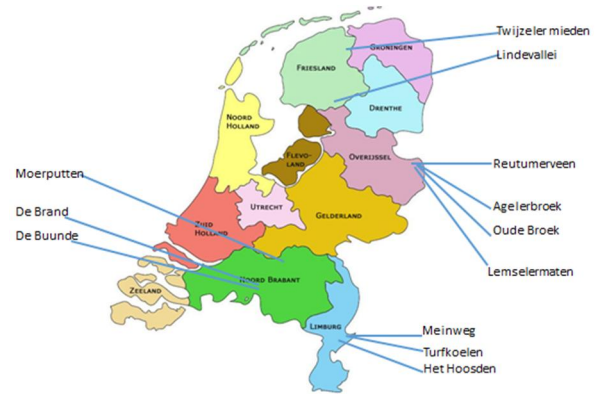 Twijzeler mieden
GRONINGEN
Lindevallei
FRIESLAND
DRENTHE
NOORD
HOLLAND
FLEVO-
LAND
OVERIJSSEL
Reutumerveen
Moerputten
UTRECHT
Agelerbroek
De Brand
GELDERLAND
ZUID
HOLLAND
Oude Broek
De Buunde
Lemselermaten
NOORD BRABANT
ZEELAND
LIMBURG
Meinweg
Turfkoelen
Het Hoosden